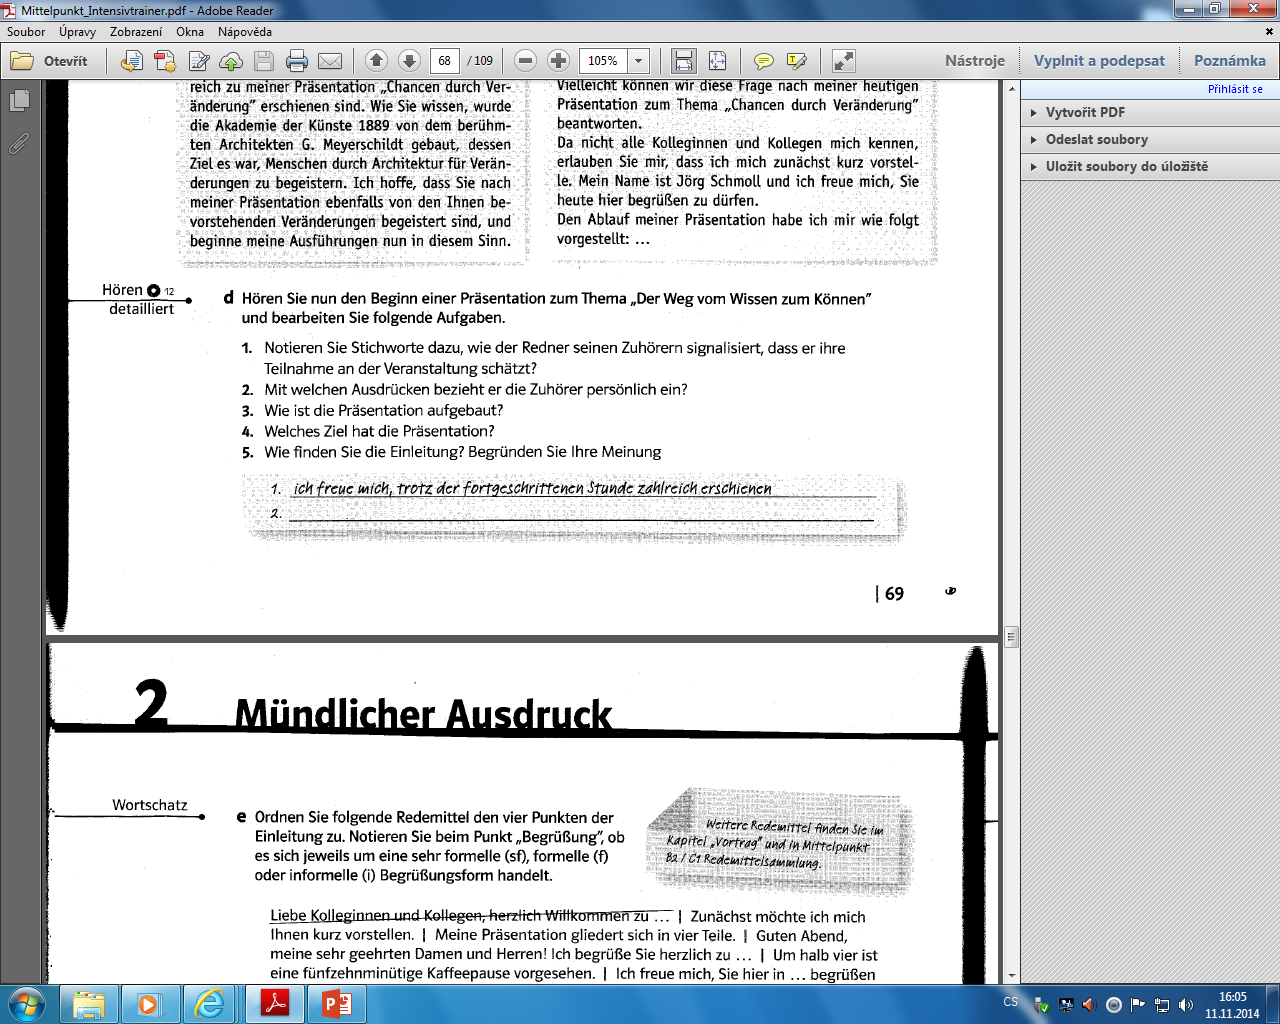 Mittelpunkt_Intensivtrainer.pdf - Adobe Reader
Soubor Úpravy Zobrazení Okna Nápověda
Otevřít 68 / 109 105% Nástroje Vyplnit a podepsat Poznámka
Přihlásit se
Vytvořit PDF
Odeslat soubory
Uložit soubory do úložiště
reich zu meiner Präsentation „Chancen durch Ver-
änderung" erschienen sind. Wie Sie wissen, wurde
die Akademie der Künste 1889 von dem berühm-
ten Architekten G. Meyerschildt gebaut, dessen
Ziel es war, Menschen durch Architektur für Verän-
derungen zu begeistern. Ich hoffe, dass Sie nach
meiner Präsentation ebenfalls von den Ihnen be-
vorstehenden Veränderungen begeistert sind, und
beginne meine Ausführungen nun in diesem Sinn.
Vielleicht können wir diese Frage nach meiner heutigen
Präsentation zum Thema „Chancen durch Veränderung"
beantworten.
Da nicht alle Kolleginnen und Kollegen mich kennen,
erlauben Sie mir, dass ich mich zunächst kurz vorstel-
le. Mein Name ist Jörg Schmoll und ich freue mich, Sie
heute hier begrüßen zu dürfen.
Den Ablauf meiner Präsentation habe ich mir wie folgt
vorgestellt: ...
Hören 12
detailliert
d Hören Sie nun den Beginn einer Präsentation zum Thema „Der Weg vom Wissen zum Können"
und bearbeiten Sie folgende Aufgaben.
1. Notieren Sie Stichworte dazu, wie der Redner seinen Zuhörern signalisiert, dass er ihre
Teilnahme an der Veranstaltung schätzt?
2. Mit welchen Ausdrücken bezieht er die Zuhörer persönlich ein?
3. Wie ist die Präsentation aufgebaut?
4. Welches Ziel hat die Präsentation?
5. Wie finden Sie die Einleitung? Begründen Sie Ihre Meinung
1. ich freue mich, trotz der fortgeschrittenen Stunde zahlreich erschienen
2.
| 69
2 Mündlicher Ausdruck
Wortschatz
e Ordnen Sie folgende Redemittel den vier Punkten der
Einleitung zu. Notieren Sie beim Punkt „Begrüßung", ob
es sich jeweils um eine sehr formelle (sf), formelle (f)
oder informelle (i) Begrüßungsform handelt.
Weitere Redemittel finden Sie im
Kapitel „Vortrag" und in Mittelpunkt
B2 / C1 Redemittelsammlung.
Liebe Kolleginnen und Kollegen, herzlich Willkommen zu ... | Zunächst möchte ich mich
Ihnen kurz vorstellen. | Meine Präsentation gliedert sich in vier Teile. | Guten Abend,
meine sehr geehrten Damen und Herren! Ich begrüße Sie herzlich zu ... | Um halb vier ist
eine fünfzehnminütige Kaffeepause vorgesehen. | Ich freue mich, Sie hier in ... begrüßen
CS 16:05
11.11.2014